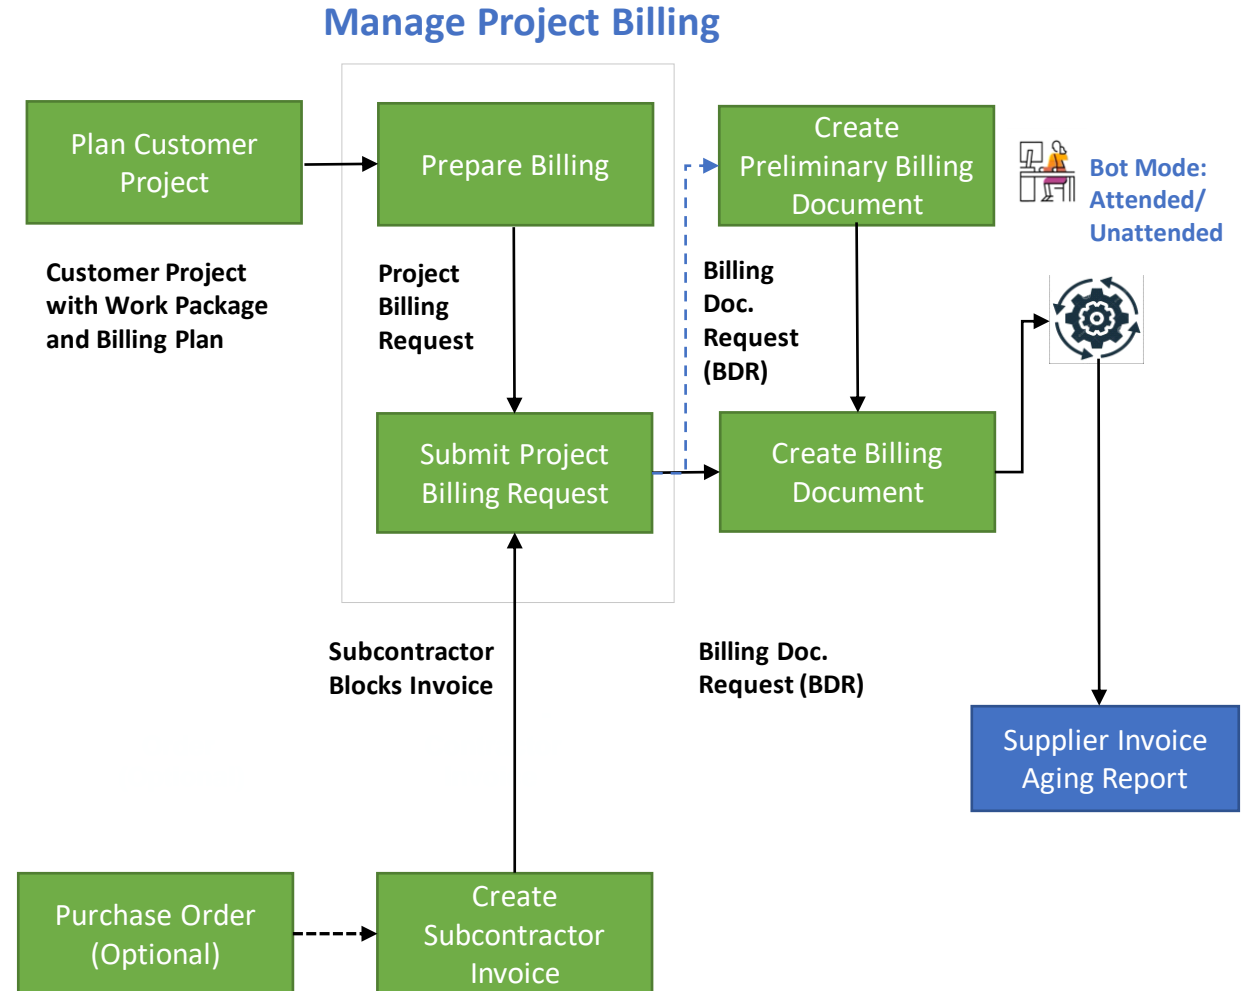 Manage Project Billing
Plan Customer
Project
Prepare Billing
Create
Preliminary Billing
Document
Bot Mode:
Attended/
Unattended
Customer Project
with Work Package
and Billing Plan
Project
Billing
Request
Billing
Doc.
Request
(BDR)
Submit Project
Billing Request
Create Billing
Document
Subcontractor
Blocks Invoice
Billing Doc.
Request (BDR)
Supplier Invoice
Aging Report
Purchase Order
(Optional)
Create
Subcontractor
Invoice